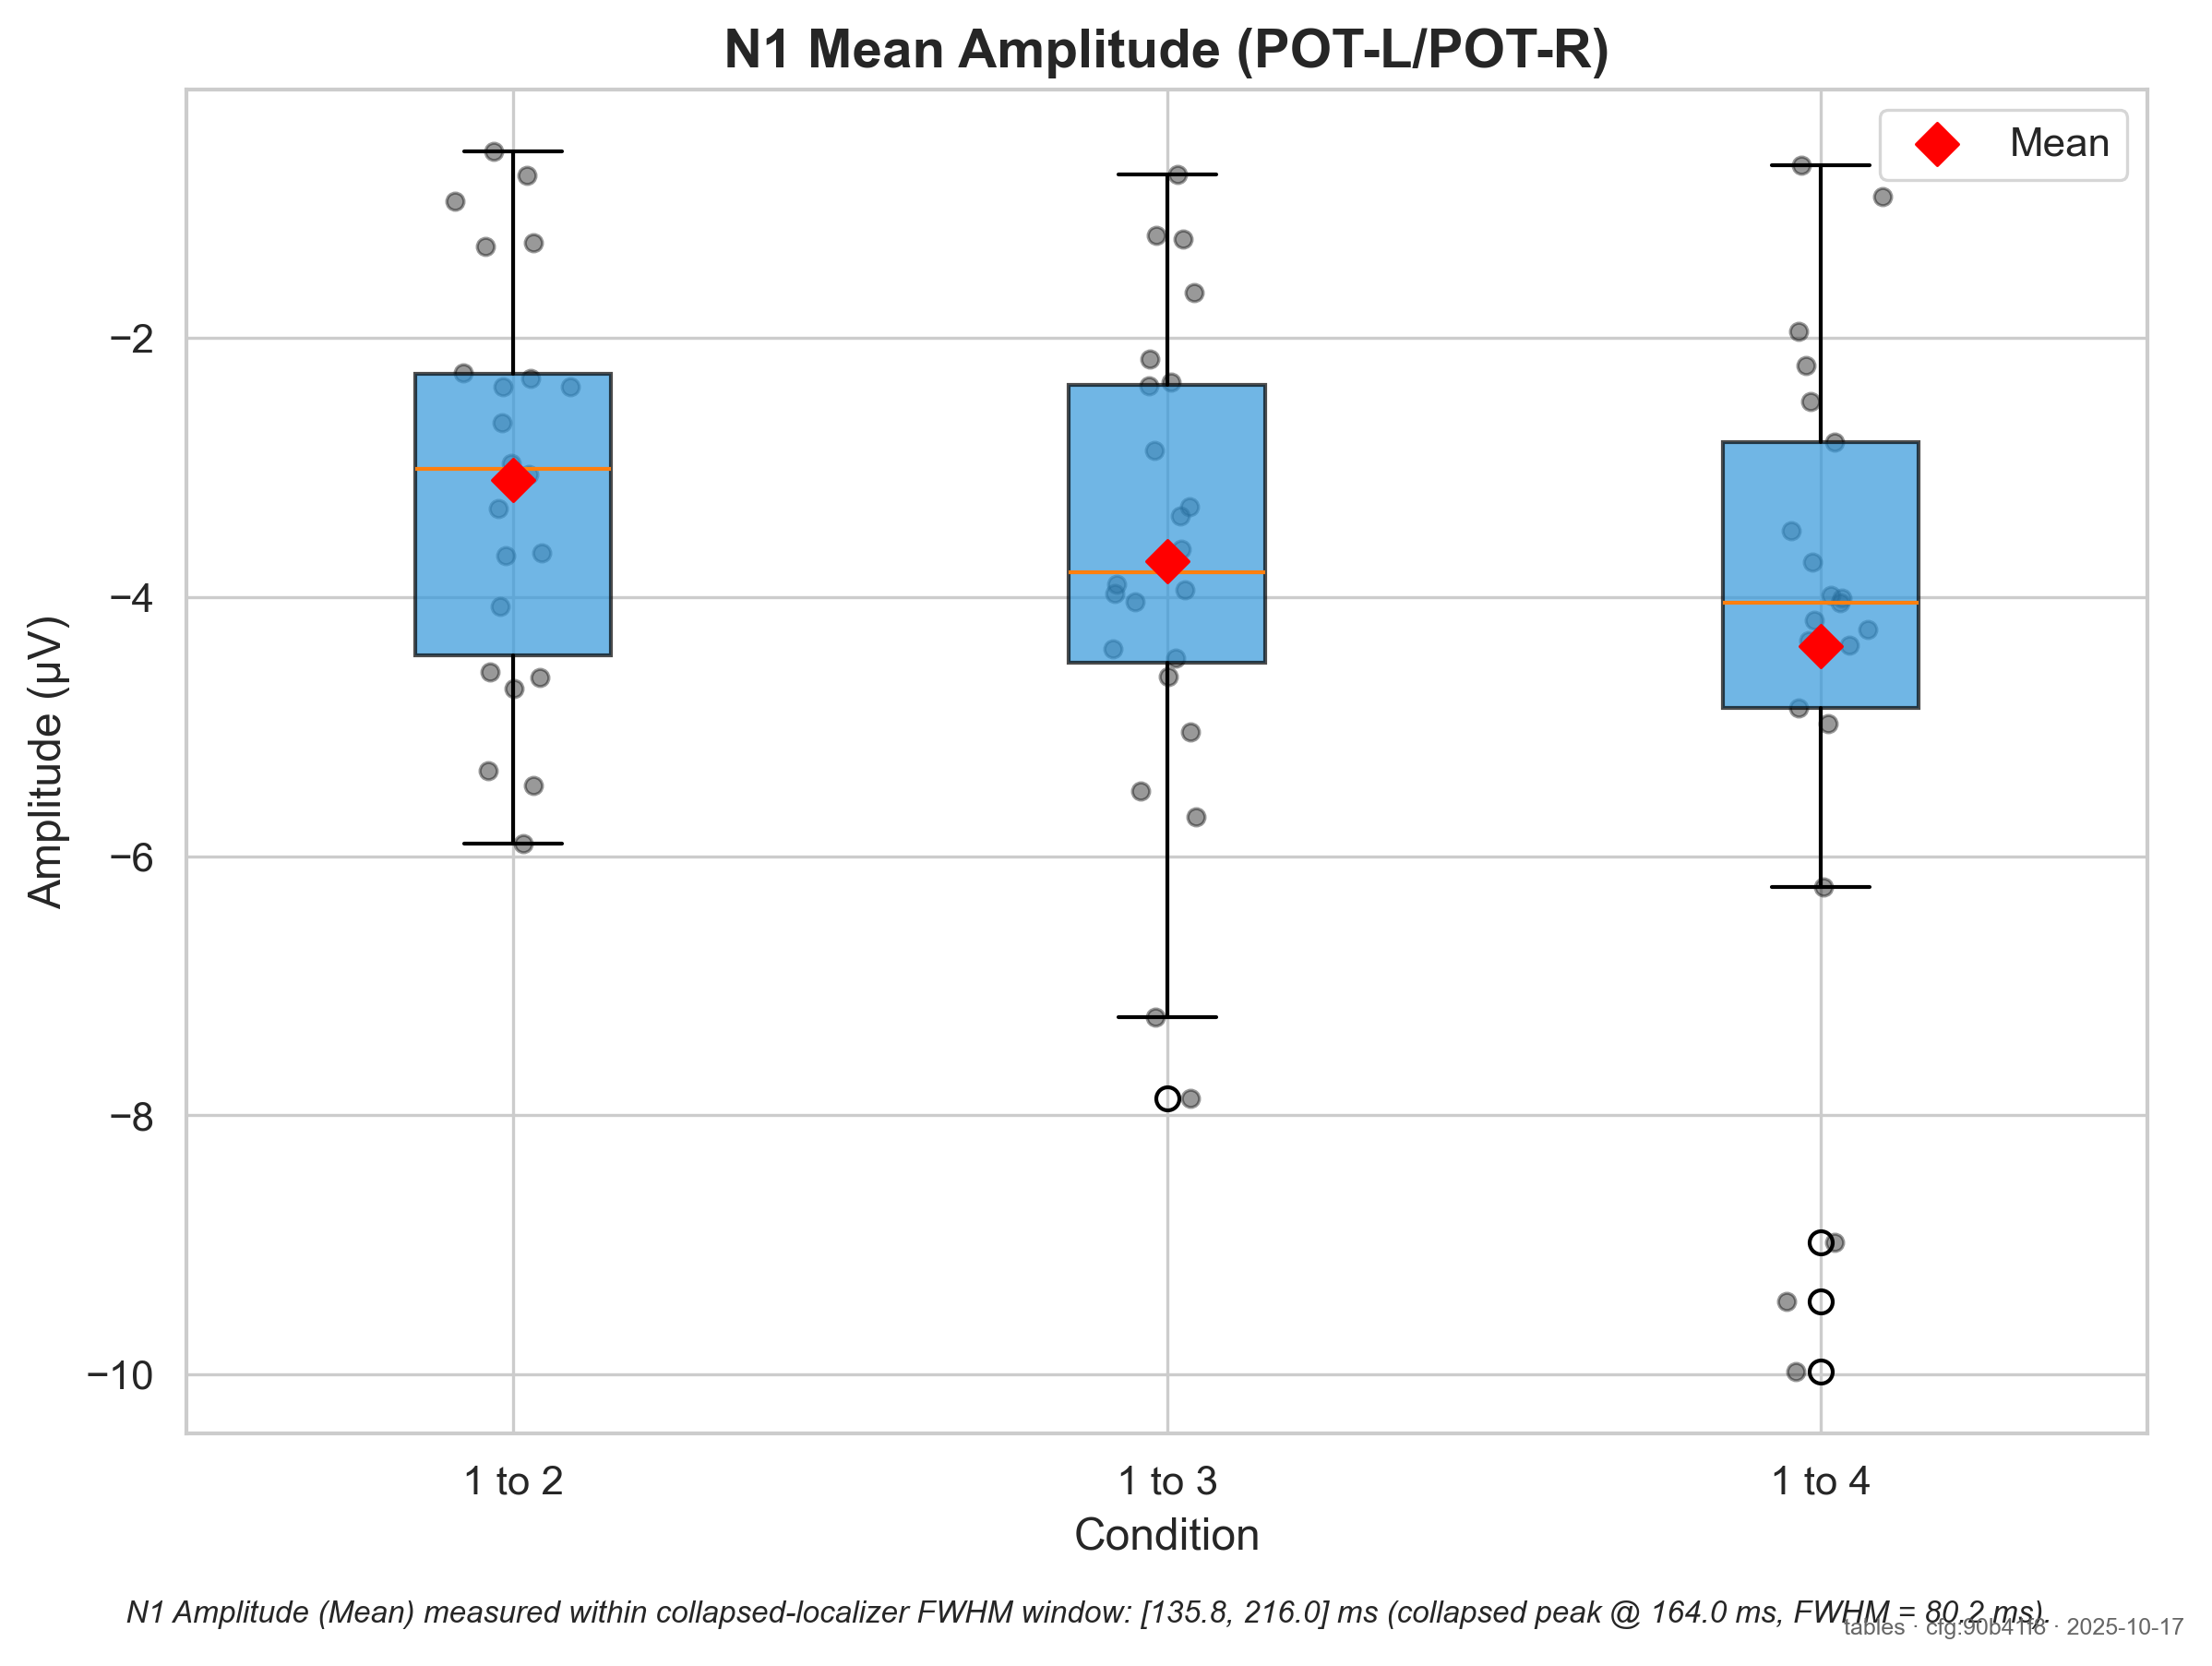 N1 Mean Amplitude (POT-L/POT-R)
Mean
Amplitude (µV)
−2
−4
−6
−8
−10
1 to 2
1 to 3
1 to 4
Condition
N1 Amplitude (Mean) measured within collapsed-localizer FWHM window: [135.8, 216.0] ms (collapsed peak @ 164.0 ms, FWHM = 80.2 ms).
tables · cfg:90b41f8 · 2025-10-17